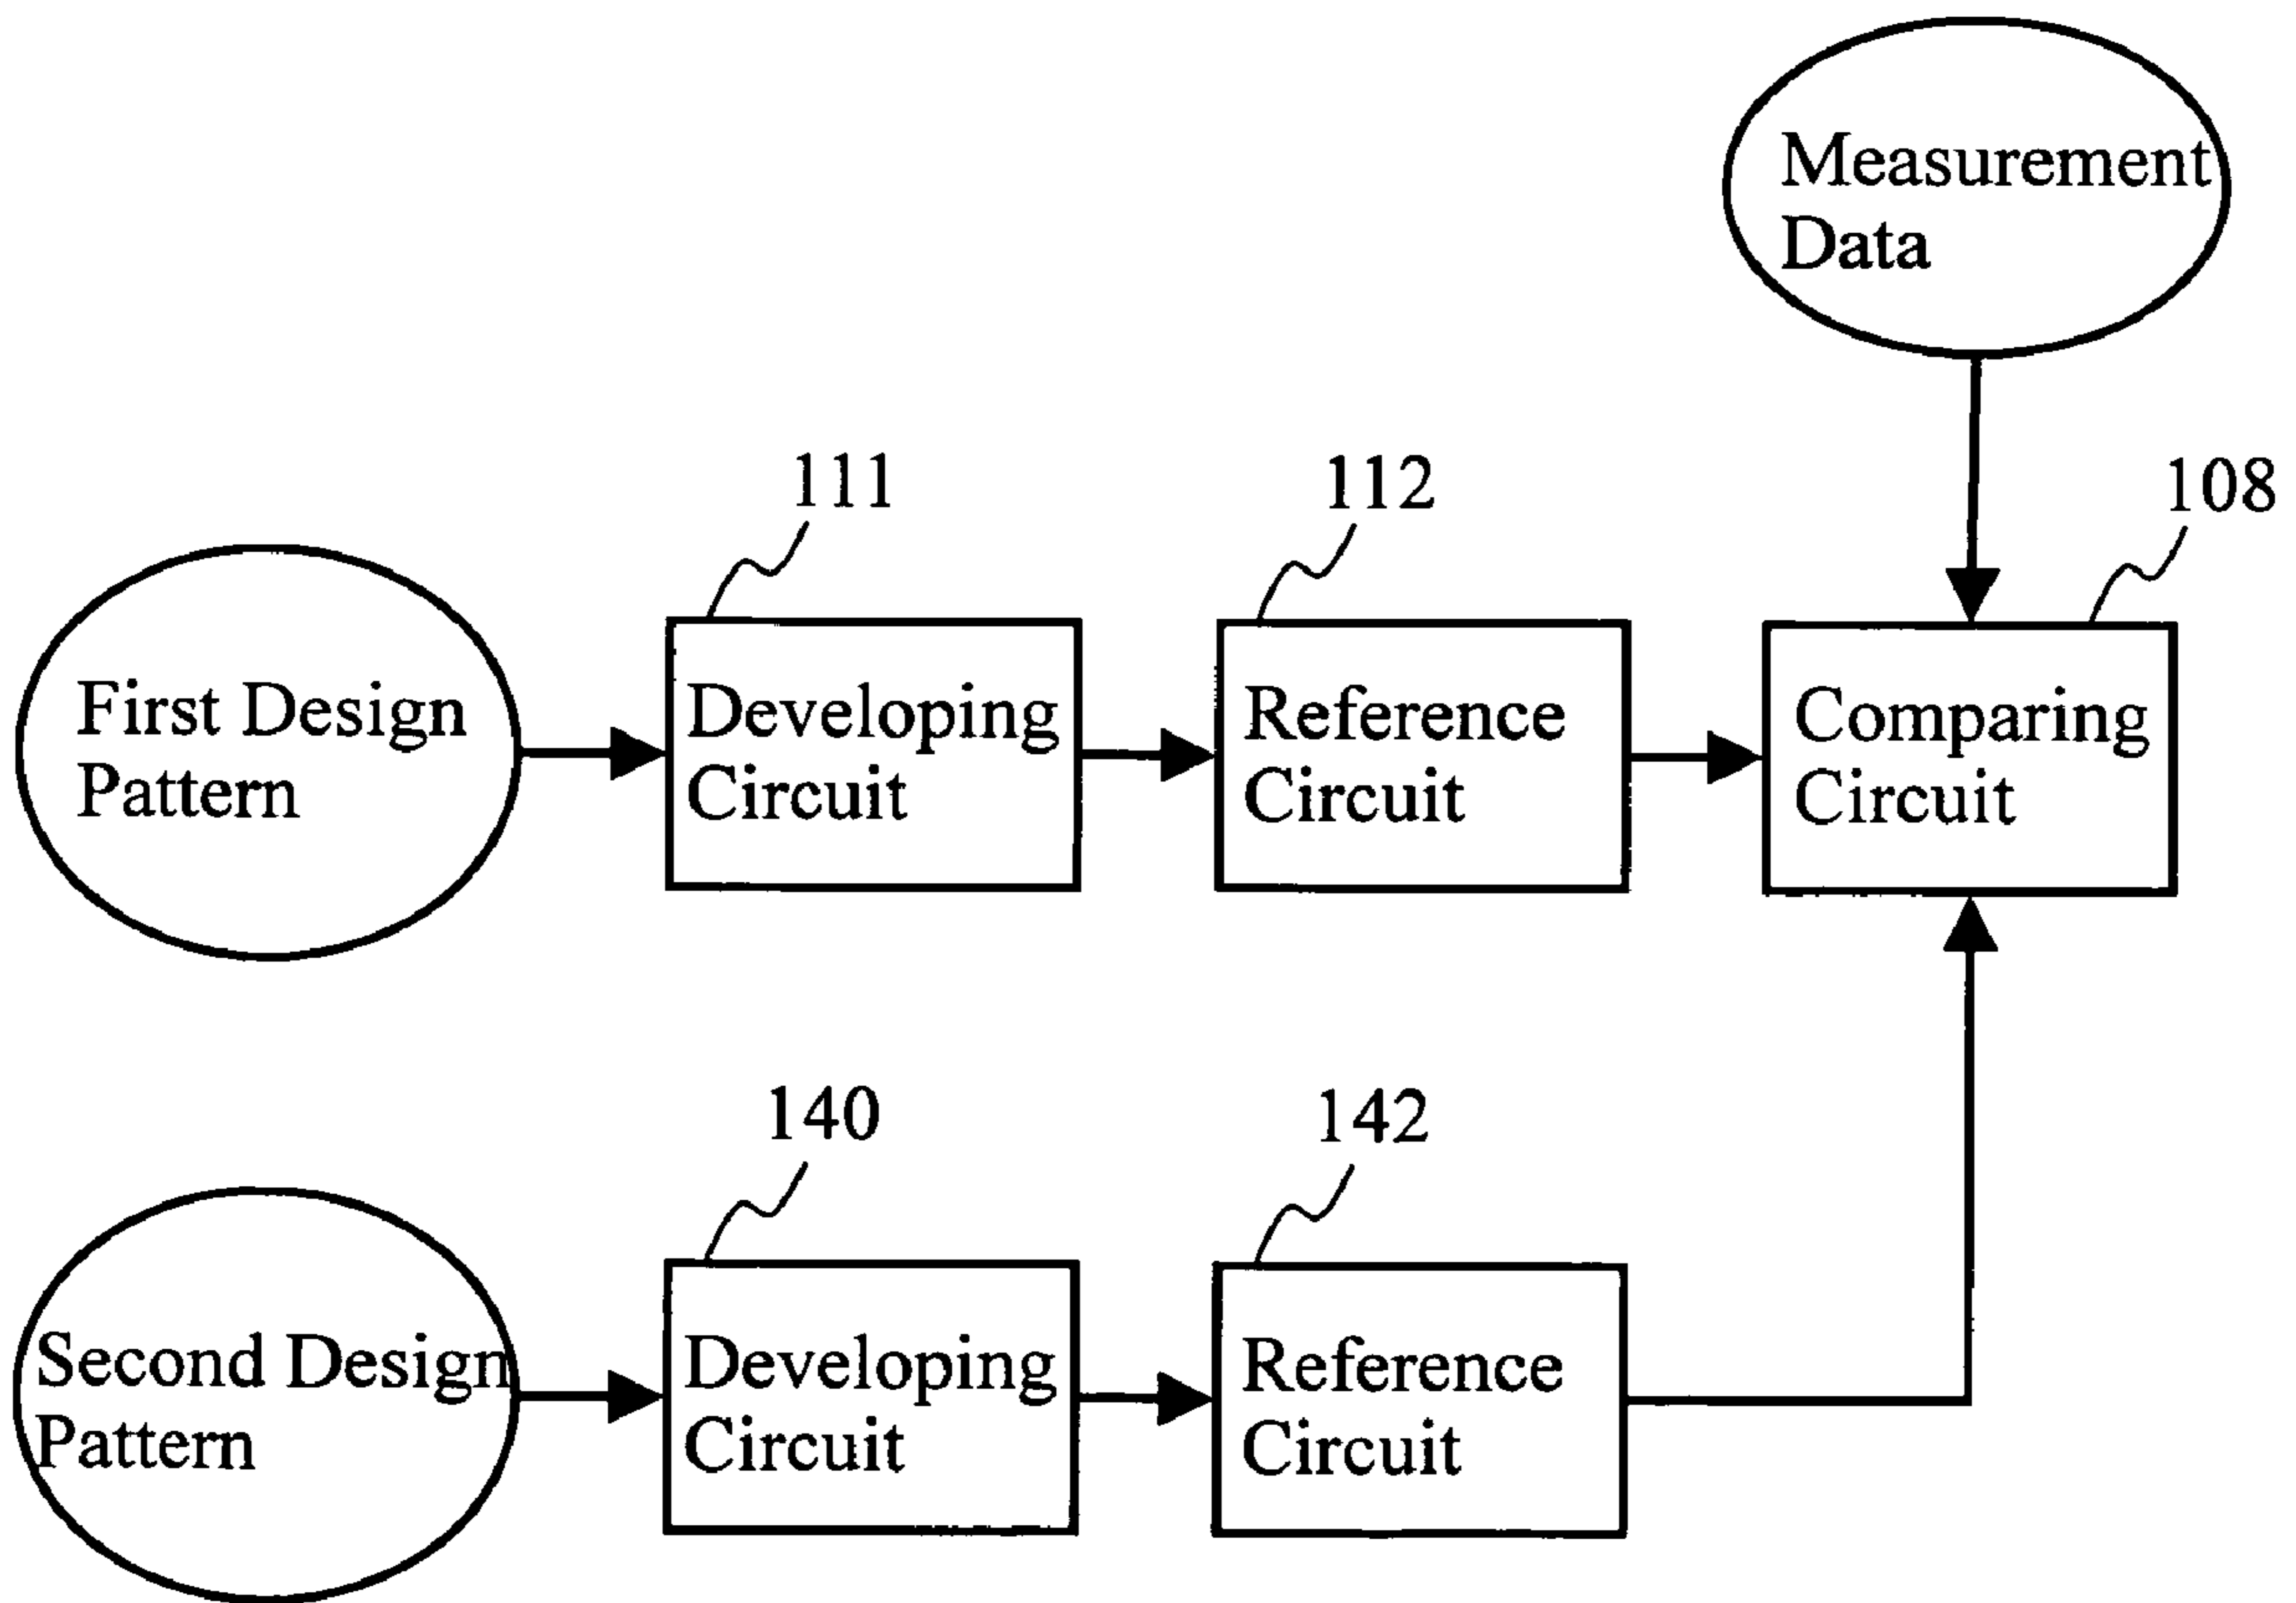 Measurement
Data
111
112
108
First Design
Pattern
Developing
Circuit
Reference
Circuit
Comparing
Circuit
140
142
Second Design
Pattern
Developing
Circuit
Reference
Circuit